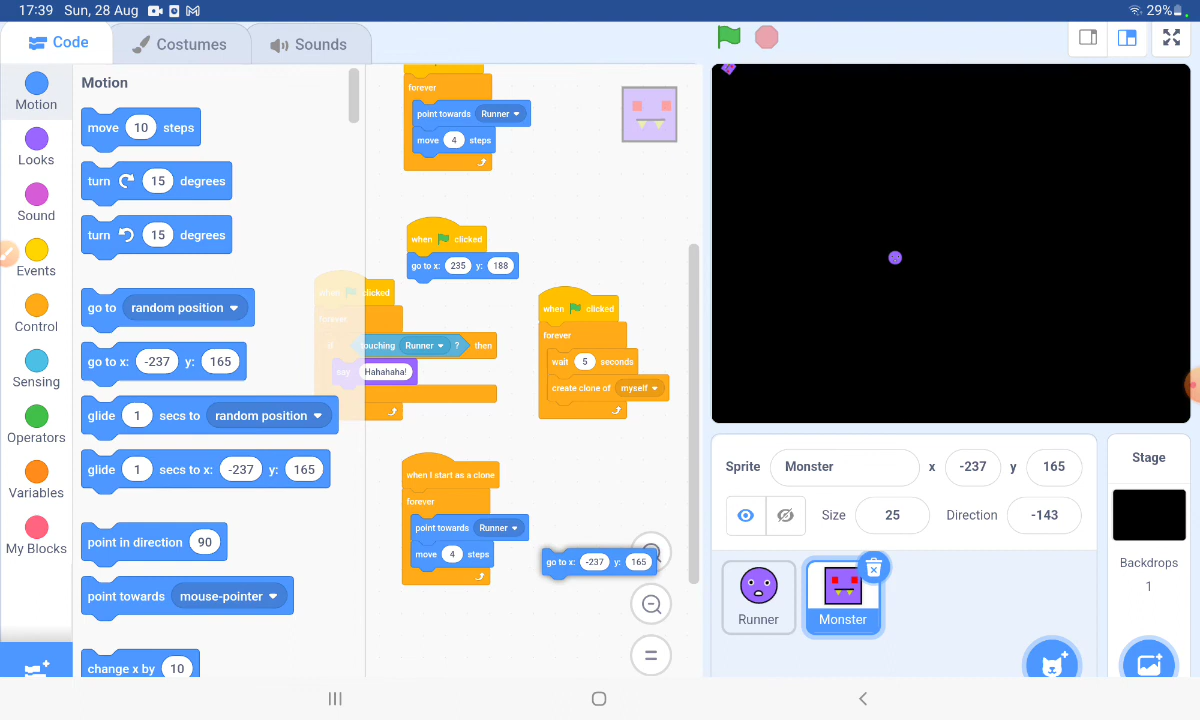 17:39 Sun, 28 Aug
29%
Code
Costumes
Sounds
Motion
Looks
Sound
Events
Control
Sensing
Operators
Variables
My Blocks
Motion
move 10 steps
turn 15 degrees
turn 15 degrees
go to random position
go to x: -237 y: 165
glide 1 secs to random position
glide 1 secs to x: -237 y: 165
point in direction 90
point towards mouse-pointer
change x by 10
forever
point towards Runner
move 4 steps
when clicked
go to x: 235 y: 188
when clicked
forever
if touching Runner ? then
say Hahahaha!
when clicked
forever
wait 5 seconds
create clone of myself
when I start as a clone
forever
point towards Runner
move 4 steps
go to x: -237 y: 165
Sprite Monster x -237 y 165
Size 25 Direction -143
Runner
Monster
Stage
Backdrops
1